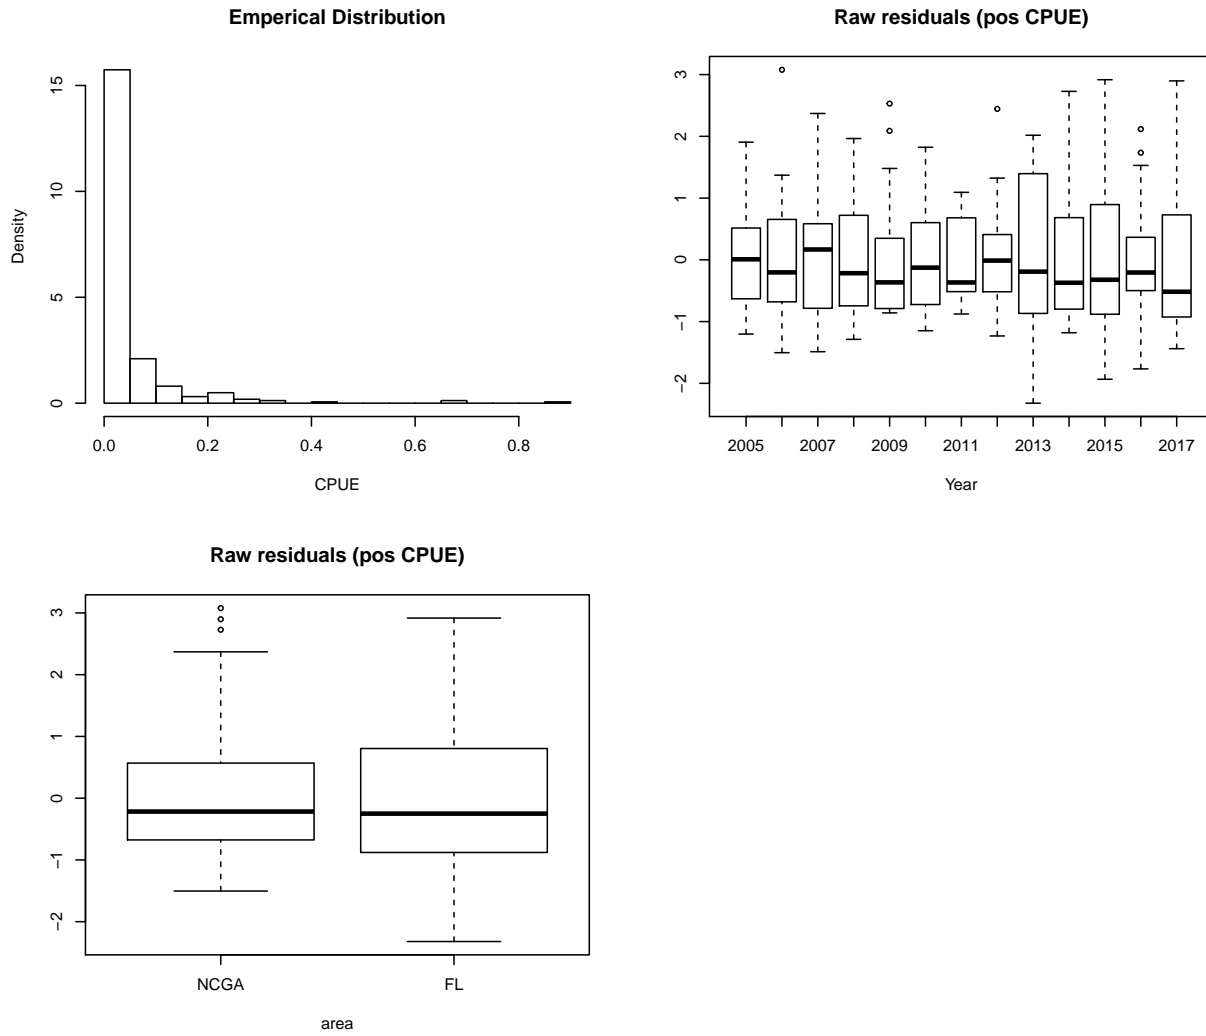 Emperical Distribution
Density
15
10
5
0
0.0 0.2 0.4 0.6 0.8
CPUE
Raw residuals (pos CPUE)
3
2
1
0
−1
−2
2005 2007 2009 2011 2013 2015 2017
Year
Raw residuals (pos CPUE)
3
2
1
0
−1
−2
NCGA FL
area